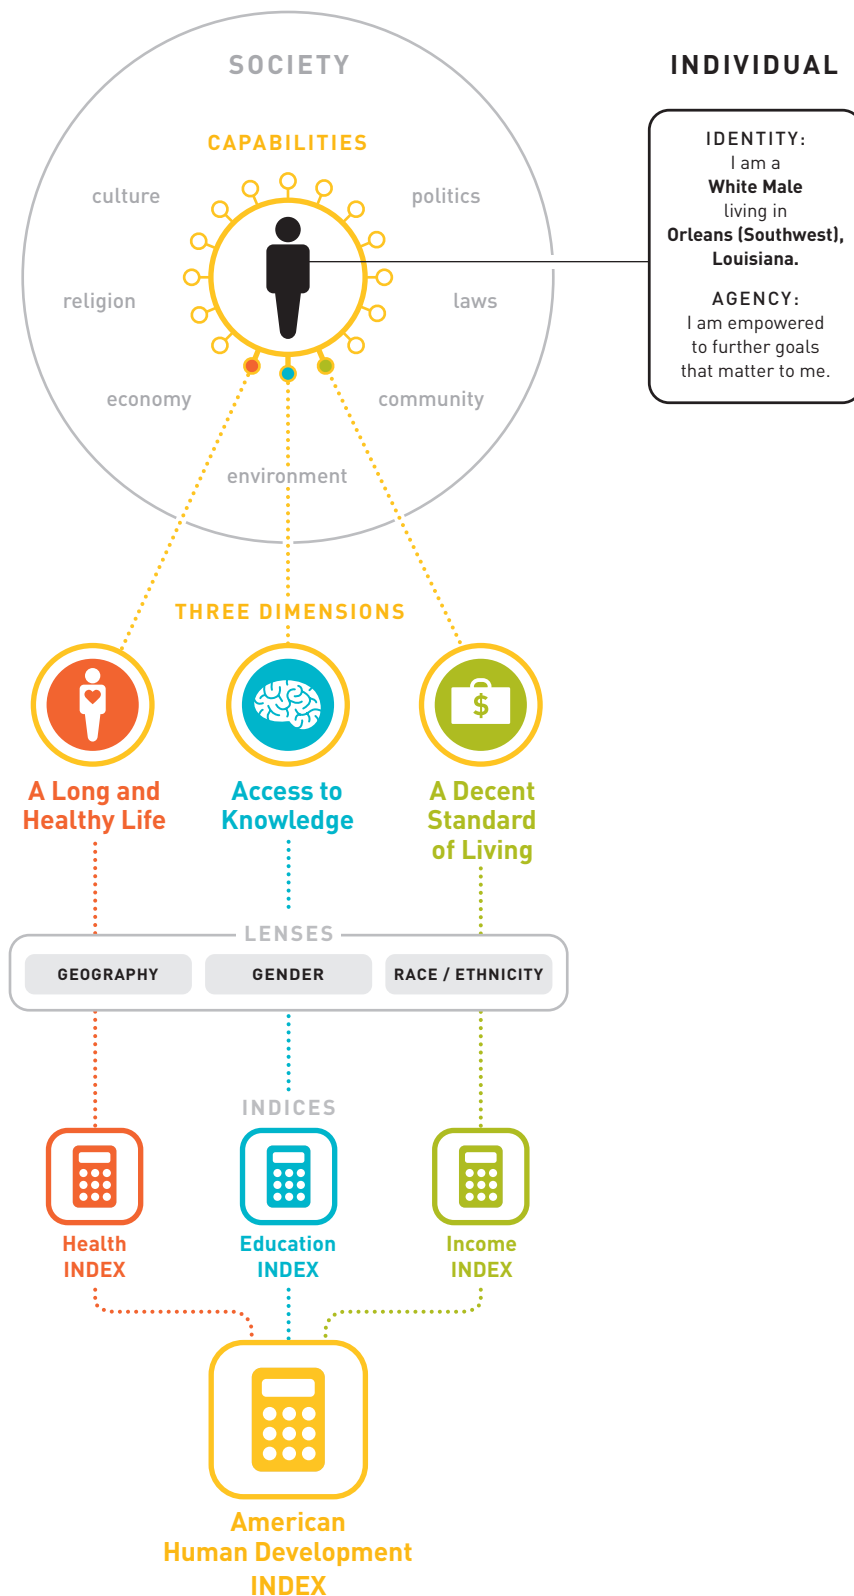 SOCIETY
INDIVIDUAL
CAPABILITIES
IDENTITY:
I am a
White Male
living in
Orleans (Southwest),
Louisiana.
AGENCY:
I am empowered
to further goals
that matter to me.
culture
politics
religion
laws
economy
community
environment
THREE DIMENSIONS
$
A Long and
Healthy Life
Access to
Knowledge
A Decent
Standard
of Living
LENSES
GEOGRAPHY
GENDER
RACE / ETHNICITY
INDICES
Health
INDEX
Education
INDEX
Income
INDEX
American
Human Development
INDEX